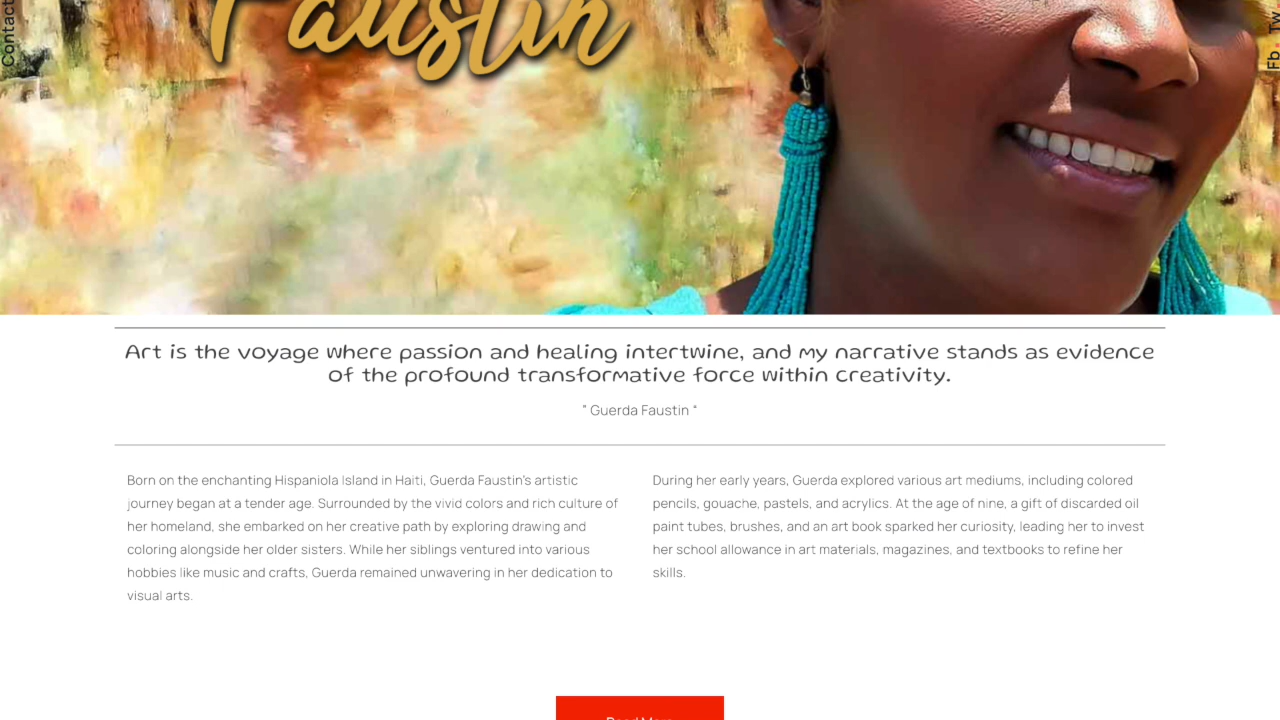 Contact
Faustin
Fb . Tw
Art is the voyage where passion and healing intertwine, and my narrative stands as evidence
of the profound transformative force within creativity.
" Guerda Faustin “
Born on the enchanting Hispaniola Island in Haiti, Guerda Faustin's artistic
journey began at a tender age. Surrounded by the vivid colors and rich culture of
her homeland, she embarked on her creative path by exploring drawing and
coloring alongside her older sisters. While her siblings ventured into various
hobbies like music and crafts, Guerda remained unwavering in her dedication to
visual arts.
During her early years, Guerda explored various art mediums, including colored
pencils, gouache, pastels, and acrylics. At the age of nine, a gift of discarded oil
paint tubes, brushes, and an art book sparked her curiosity, leading her to invest
her school allowance in art materials, magazines, and textbooks to refine her
skills.
Read More